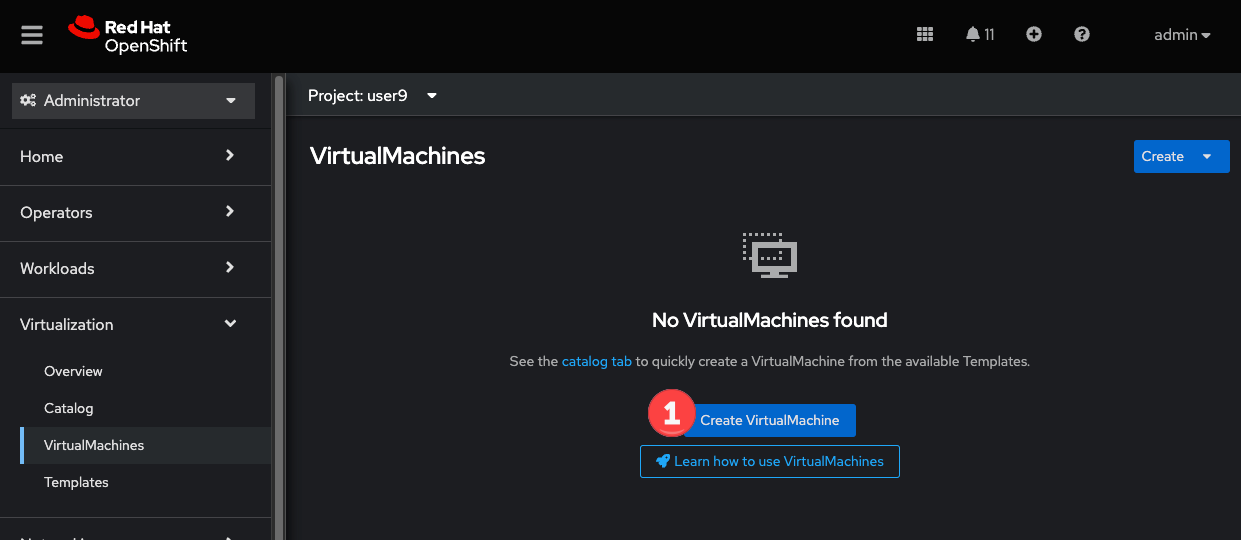 Red Hat
OpenShift
11
admin
Administrator
Project: user9
Home
Operators
Workloads
Virtualization
Overview
Catalog
VirtualMachines
Templates
VirtualMachines
Create
No VirtualMachines found
See the catalog tab to quickly create a VirtualMachine from the available Templates.
1
Create VirtualMachine
Learn how to use VirtualMachines